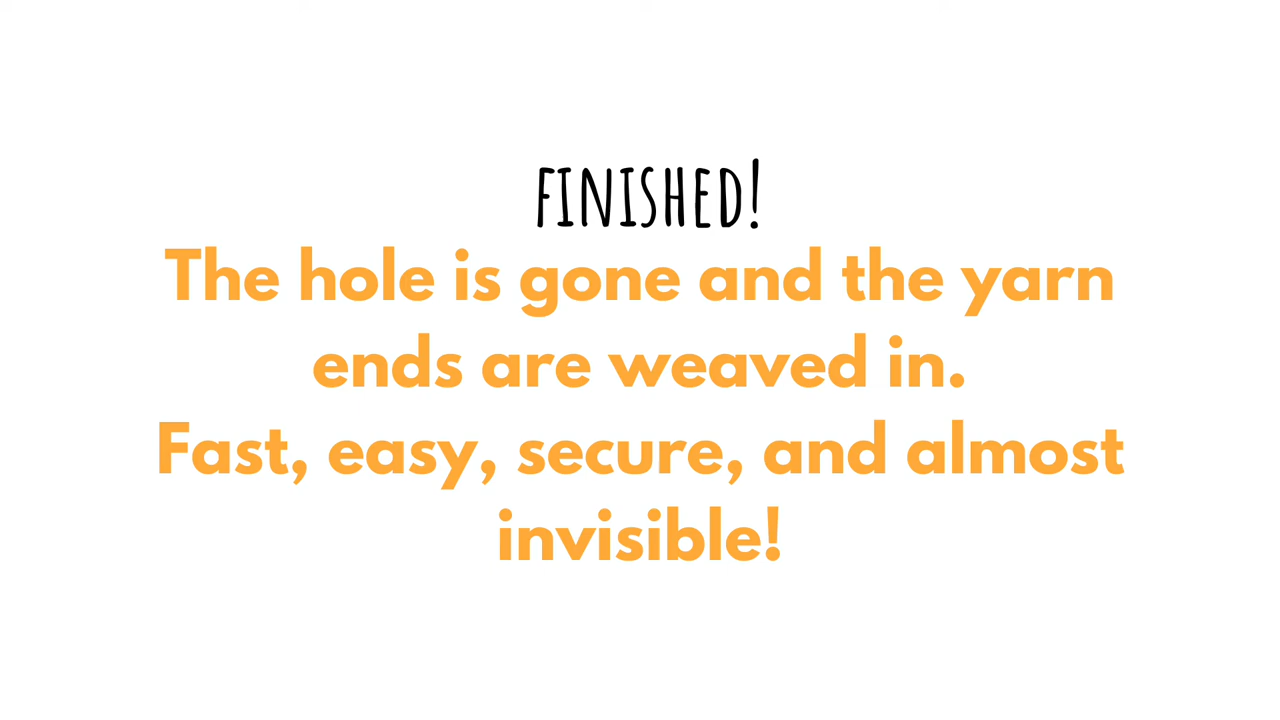 FINISHED!
The hole is gone and the yarn
ends are weaved in.
Fast, easy, secure, and almost
invisible!